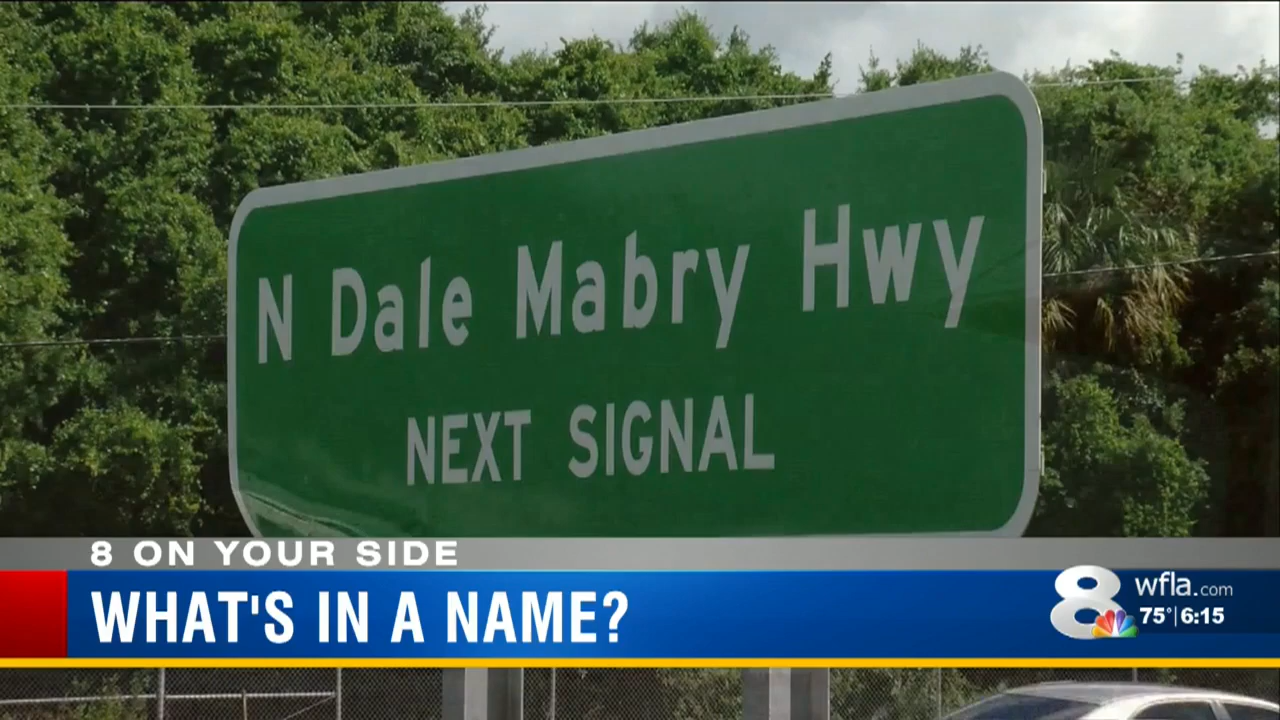 N Dale Mabry Hwy
NEXT SIGNAL
8 ON YOUR SIDE
WHAT'S IN A NAME?
8 wfla.com
75° | 6:15